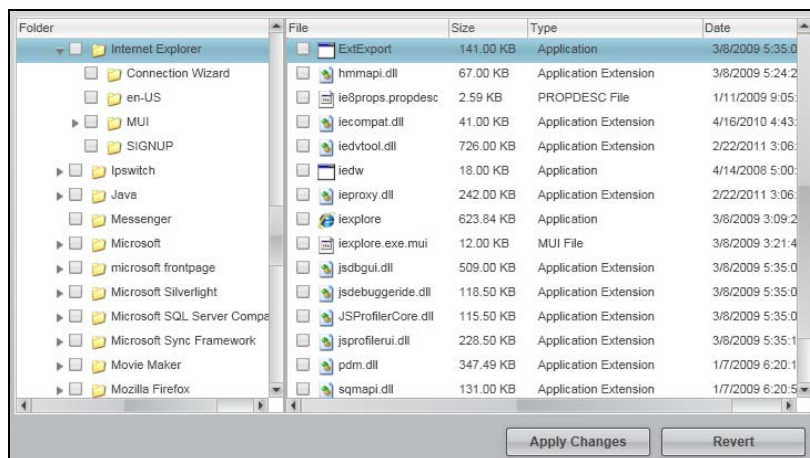 Folder File Size Type Date
Internet Explorer ExtExport 141.00 KB Application 3/8/2009 5:35:0
Connection Wizard hmmapi.dll 67.00 KB Application Extension 3/8/2009 5:24:2
en-US ie8props.propdesc 2.59 KB PROPDESC File 1/11/2009 9:05:
MUI iecompat.dll 41.00 KB Application Extension 4/16/2010 4:43:
SIGNUP iedvtool.dll 726.00 KB Application Extension 2/22/2011 3:06:
Ipswitch iedw 18.00 KB Application 4/14/2008 5:00:
Java ieproxy.dll 242.00 KB Application Extension 2/22/2011 3:06:
Messenger iexplore 623.84 KB Application 3/8/2009 3:09:2
Microsoft iexplore.exe.mui 12.00 KB MUI File 3/8/2009 3:21:4
microsoft frontpage jsdbgui.dll 509.00 KB Application Extension 3/8/2009 5:35:0
Microsoft Silverlight jsdebuggeride.dll 118.50 KB Application Extension 3/8/2009 5:35:0
Microsoft SQL Server Compa JSProfilerCore.dll 115.50 KB Application Extension 3/8/2009 5:35:0
Microsoft Sync Framework jsprofilerui.dll 228.50 KB Application Extension 3/8/2009 5:35:1
Movie Maker pdm.dll 347.49 KB Application Extension 1/7/2009 6:20:1
Mozilla Firefox sqmapi.dll 131.00 KB Application Extension 1/7/2009 6:20:5
Apply Changes Revert